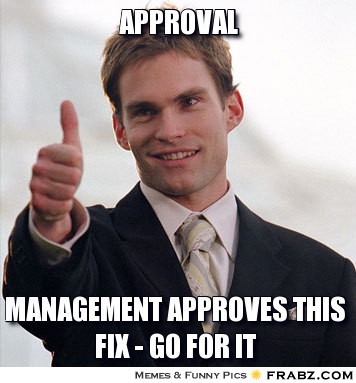 APPROVAL
MANAGEMENT APPROVES THIS
FIX - GO FOR IT
MEMES & FUNNY PICS FRABZ.COM